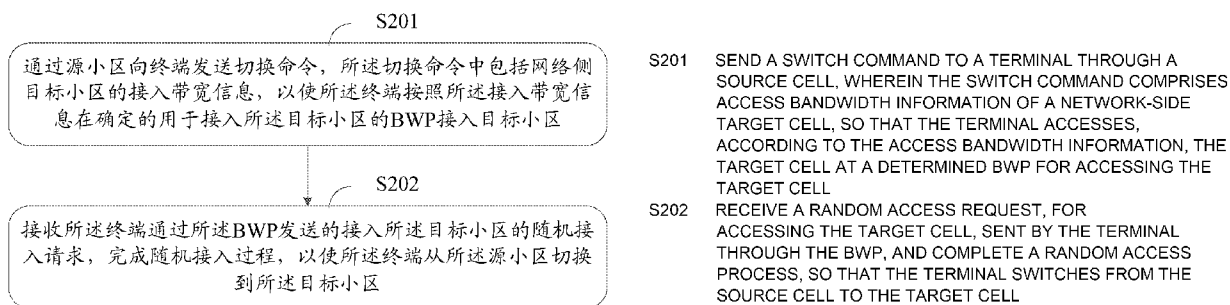 S201
通过源小区向终端发送切换命令，所述切换命令中包括网络侧
目标小区的接入带宽信息，以使所述终端按照所述接入带宽信
息在确定的用于接入所述目标小区的BWP接入目标小区
S202
接收所述终端通过所述BWP发送的接入所述目标小区的随机接
入请求，完成随机接入过程，以使所述终端从所述源小区切换
到所述目标小区
S201 SEND A SWITCH COMMAND TO A TERMINAL THROUGH A
SOURCE CELL, WHEREIN THE SWITCH COMMAND COMPRISES
ACCESS BANDWIDTH INFORMATION OF A NETWORK-SIDE
TARGET CELL, SO THAT THE TERMINAL ACCESSES,
ACCORDING TO THE ACCESS BANDWIDTH INFORMATION, THE
TARGET CELL AT A DETERMINED BWP FOR ACCESSING THE
TARGET CELL
S202 RECEIVE A RANDOM ACCESS REQUEST, FOR
ACCESSING THE TARGET CELL, SENT BY THE TERMINAL
THROUGH THE BWP, AND COMPLETE A RANDOM ACCESS
PROCESS, SO THAT THE TERMINAL SWITCHES FROM THE
SOURCE CELL TO THE TARGET CELL